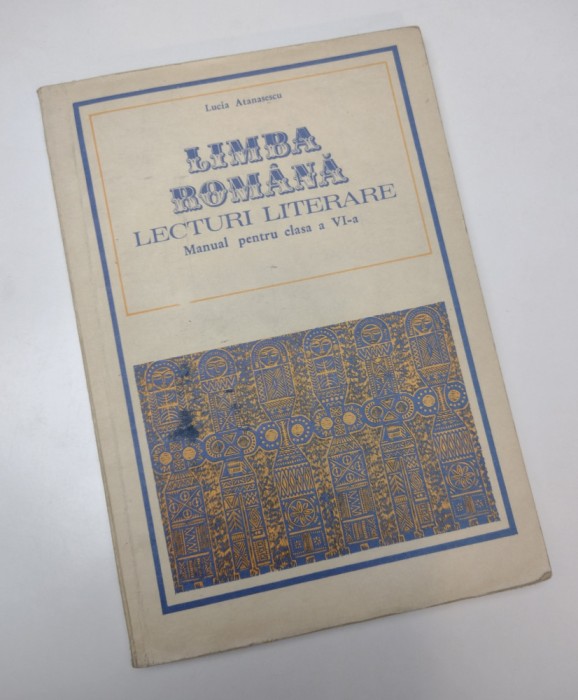 Lucia Atanasescu
LIMBA
ROMÂNĂ
LECTURI LITERARE
Manual pentru clasa a VI-a